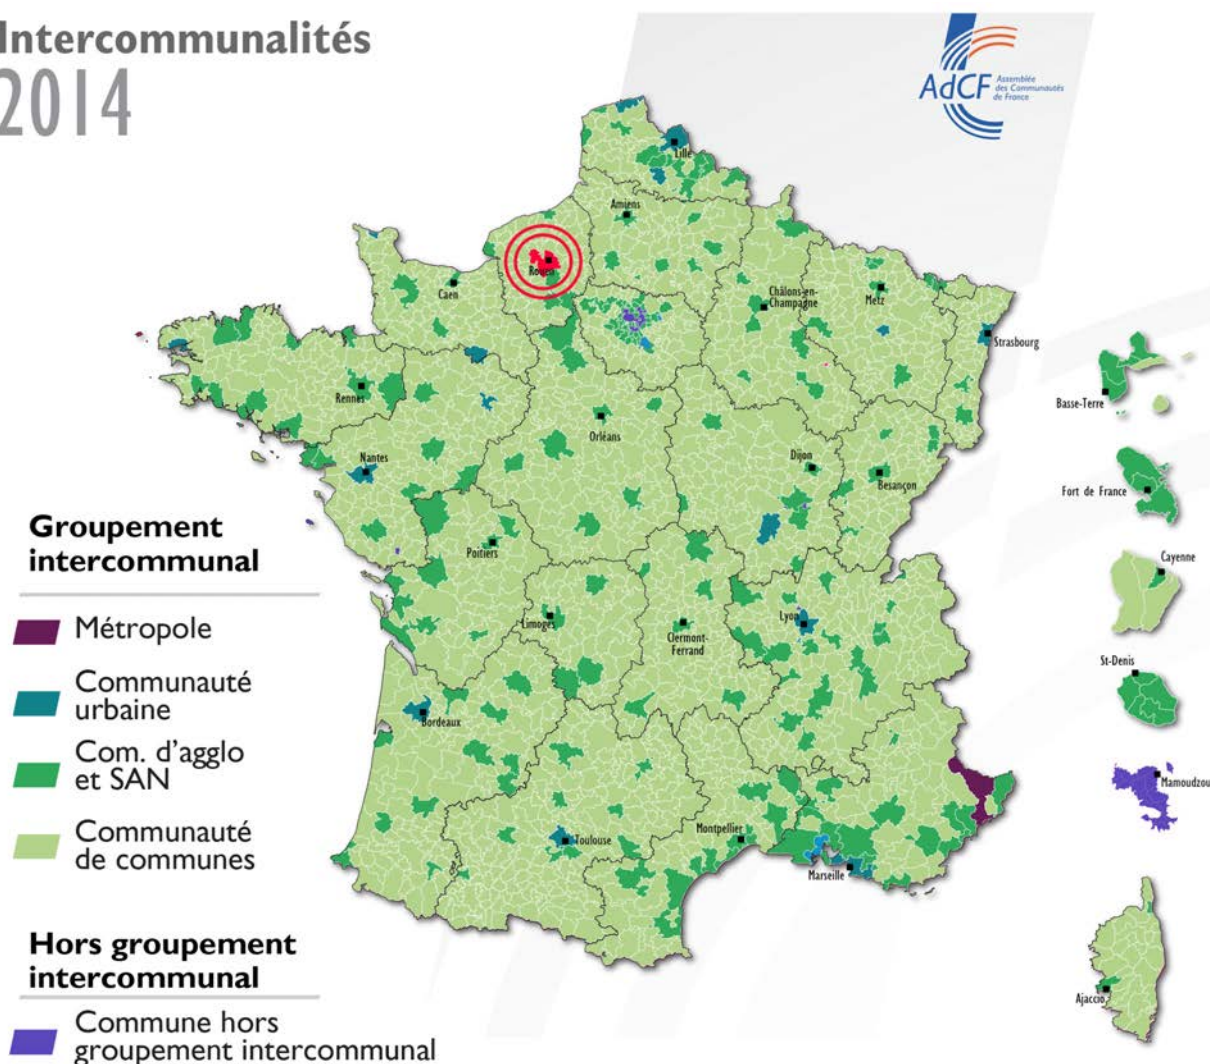 Intercommunalités
2014
AdCF
Assemblée
des Communautés
de France
Lille
Amiens
Rouen
Caen
Châlons-en-
Champagne
Metz
Strasbourg
Rennes
Basse-Terre
Orléans
Nantes
Dijon
Besançon
Fort de France
Groupement
intercommunal
Poitiers
Cayenne
Métropole
Limoges
Clermont-
Ferrand
Lyon
St-Denis
Communauté
urbaine
Bordeaux
Com. d'agglo
et SAN
Mamoudzou
Communauté
de communes
Toulouse
Montpellier
Marseille
Hors groupement
intercommunal
Ajaccio
Commune hors
groupement intercommunal